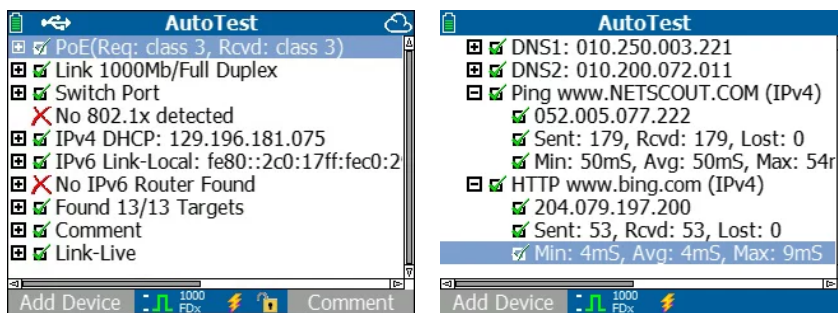 AutoTest
PoE(Req: class 3, Rcvd: class 3)
Link 1000Mb/Full Duplex
Switch Port
No 802.1x detected
IPv4 DHCP: 129.196.181.075
IPv6 Link-Local: fe80::2c0:17ff:fec0:2
No IPv6 Router Found
Found 13/13 Targets
Comment
Link-Live
Add Device 1000 FDx Comment
AutoTest
DNS1: 010.250.003.221
DNS2: 010.200.072.011
Ping www.NETSCOUT.COM (IPv4)
052.005.077.222
Sent: 179, Rcvd: 179, Lost: 0
Min: 50mS, Avg: 50mS, Max: 54
HTTP www.bing.com (IPv4)
204.079.197.200
Sent: 53, Rcvd: 53, Lost: 0
Min: 4mS, Avg: 4mS, Max: 9mS
Add Device 1000 FDx